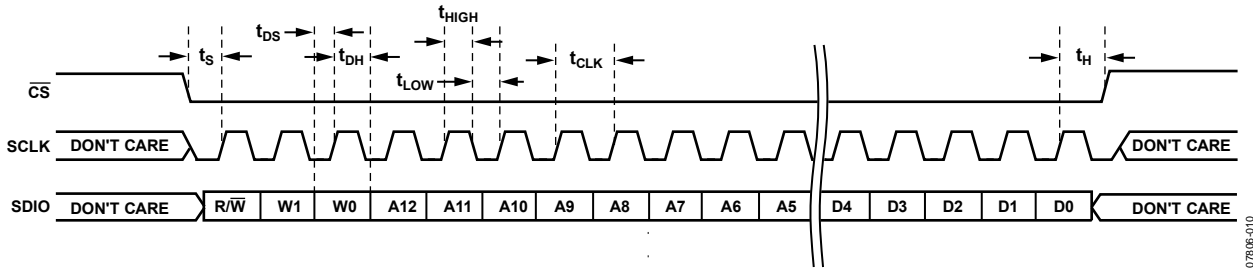 tDS
tHIGH
tS
tDH
tCLK
tH
tLOW
CS
SCLK DON'T CARE DON'T CARE
SDIO DON'T CARE R/W W1 W0 A12 A11 A10 A9 A8 A7 A6 A5 D4 D3 D2 D1 D0 DON'T CARE
07806-010